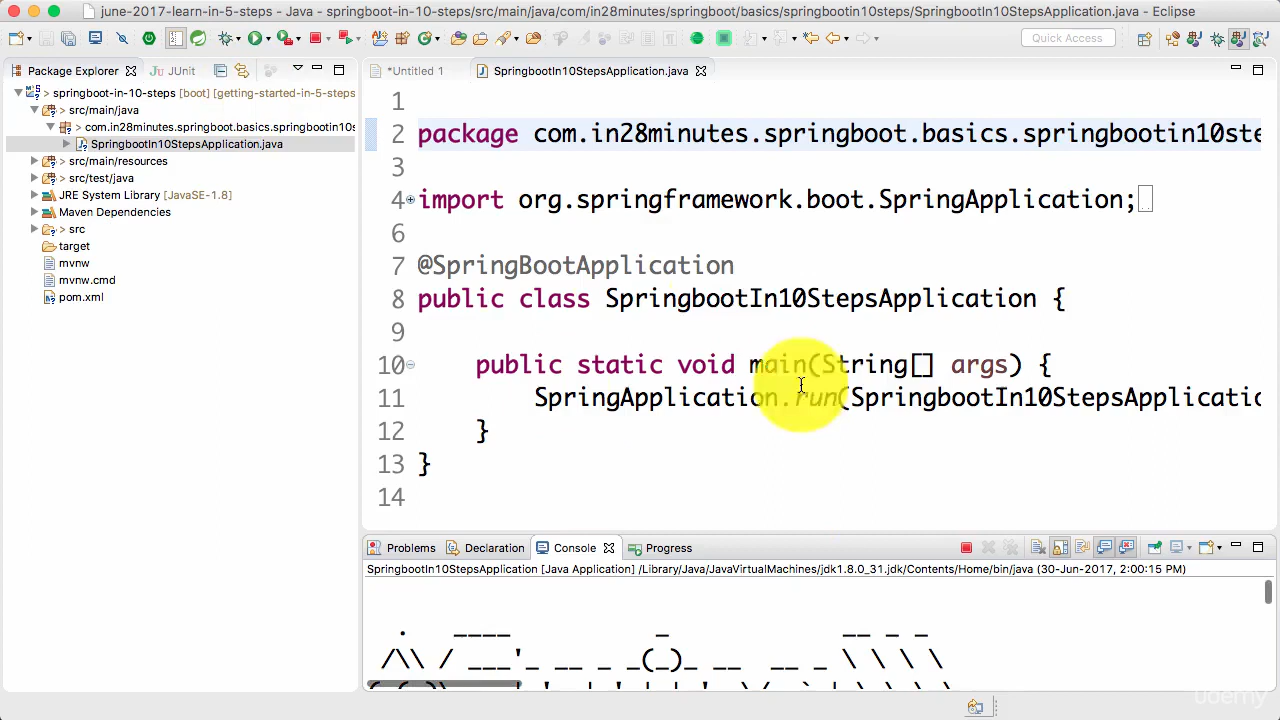 june-2017-learn-in-5-steps - Java - springboot-in-10-steps/src/main/java/com/in28minutes/springboot/basics/springbootin10steps/SpringbootIn10StepsApplication.java - Eclipse
Quick Access
Package Explorer JUnit
> springboot-in-10-steps [boot] [getting-started-in-5-steps
> src/main/java
> com.in28minutes.springboot.basics.springbootin10s
SpringbootIn10StepsApplication.java
> src/main/resources
> src/test/java
JRE System Library [JavaSE-1.8]
Maven Dependencies
> src
target
mvnw
mvnw.cmd
pom.xml
*Untitled 1 SpringbootIn10StepsApplication.java
1
2 package com.in28minutes.springboot.basics.springbootin10ste
3
4 import org.springframework.boot.SpringApplication;
6
7 @SpringBootApplication
8 public class SpringbootIn10StepsApplication {
9
10 public static void main(String[] args) {
11 SpringApplication.run(SpringbootIn10StepsApplicatic
12 }
13 }
14
Problems Declaration Console Progress
SpringbootIn10StepsApplication [Java Application] /Library/Java/JavaVirtualMachines/jdk1.8.0_31.jdk/Contents/Home/bin/java (30-Jun-2017, 2:00:15 PM)
. ____ _ __ _ _
/\\ / ___'_ __ _ _(_)_ __ __ _ \ \ \ \
udemy